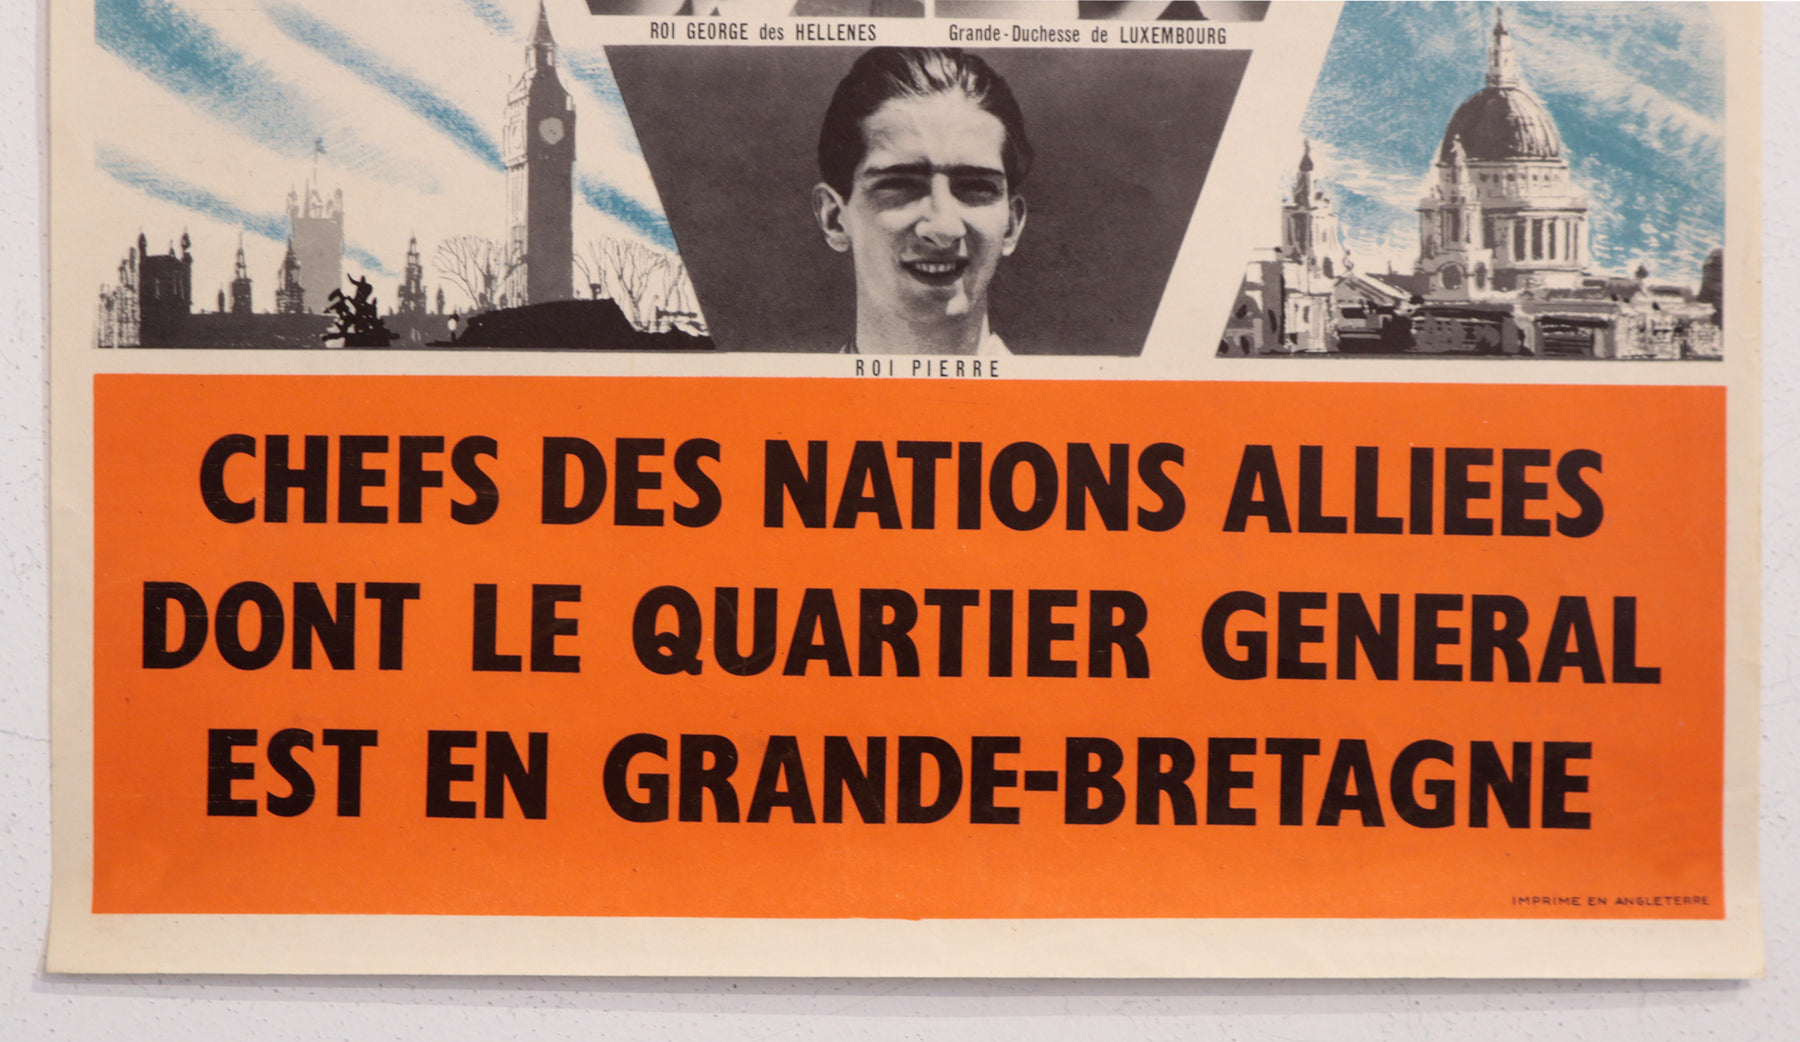 ROI GEORGE des HELLENES
Grande-Duchesse de LUXEMBOURG
ROI PIERRE
CHEFS DES NATIONS ALLIEES
DONT LE QUARTIER GENERAL
EST EN GRANDE-BRETAGNE
IMPRIME EN ANGLETERRE